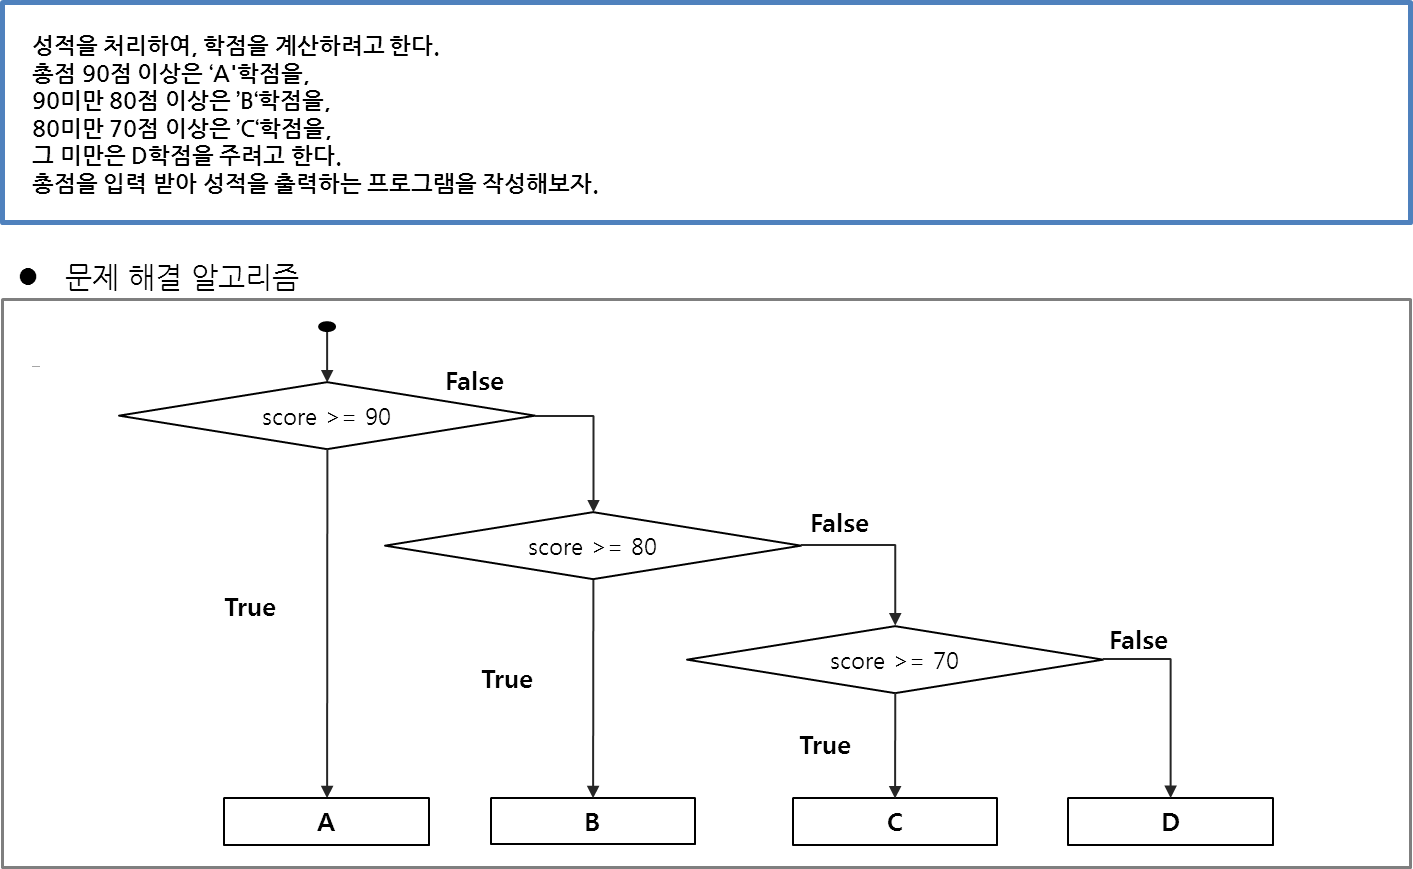 성적을 처리하여, 학점을 계산하려고 한다.
총점 90점 이상은 ‘A'학점을,
90미만 80점 이상은 ’B‘학점을,
80미만 70점 이상은 ’C‘학점을,
그 미만은 D학점을 주려고 한다.
총점을 입력 받아 성적을 출력하는 프로그램을 작성해보자.
● 문제 해결 알고리즘
False
score >= 90
False
score >= 80
True
False
score >= 70
True
True
A
B
C
D